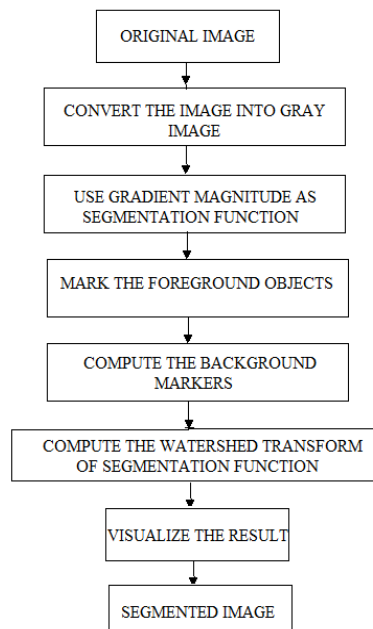 ORIGINAL IMAGE
CONVERT THE IMAGE INTO GRAY
IMAGE
USE GRADIENT MAGNITUDE AS
SEGMENTATION FUNCTION
MARK THE FOREGROUND OBJECTS
COMPUTE THE BACKGROUND
MARKERS
COMPUTE THE WATERSHED TRANSFORM
OF SEGMENTATION FUNCTION
VISUALIZE THE RESULT
SEGMENTED IMAGE